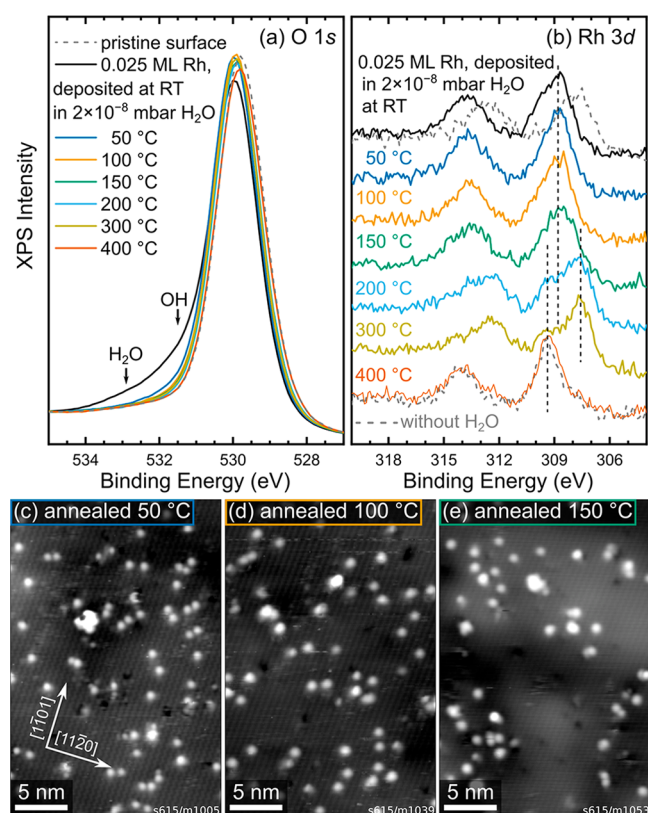 (a) O 1s
pristine surface
0.025 ML Rh,
deposited at RT
in 2×10⁻⁸ mbar H₂O
50 °C
100 °C
150 °C
200 °C
300 °C
400 °C
OH
H₂O
XPS Intensity
534 532 530 528
Binding Energy (eV)
(b) Rh 3d
0.025 ML Rh, deposited
in 2×10⁻⁸ mbar H₂O
at RT
50 °C
100 °C
150 °C
200 °C
300 °C
400 °C
without H₂O
318 315 312 309 306
Binding Energy (eV)
(c) annealed 50 °C
[1̄101]
[112̄0]
5 nm
s615/m1005
(d) annealed 100 °C
5 nm
s615/m1039
(e) annealed 150 °C
5 nm
s615/m1053